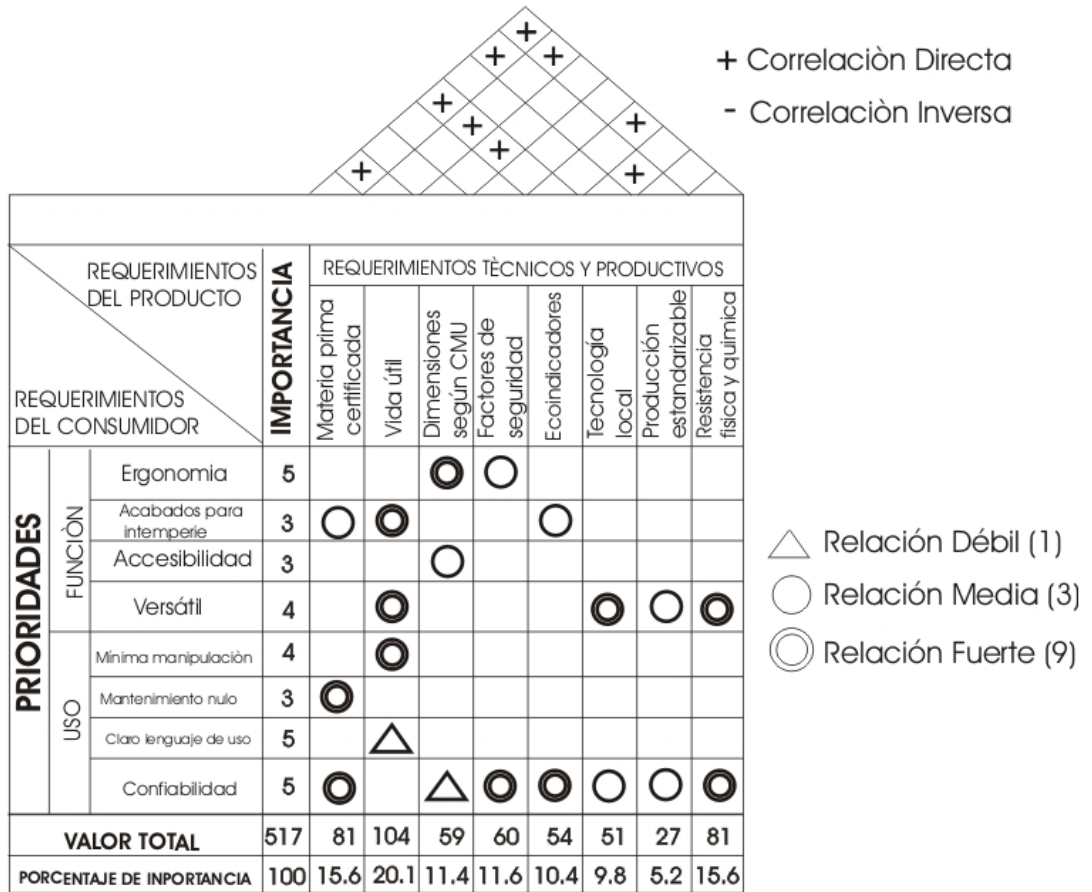 + Correlaciòn Directa
- Correlaciòn Inversa
REQUERIMIENTOS
DEL PRODUCTO
REQUERIMIENTOS
DEL CONSUMIDOR
IMPORTANCIA
REQUERIMIENTOS TÈCNICOS Y PRODUCTIVOS
Materia prima
certificada
Vida útil
Dimensiones
según CMU
Factores de
seguridad
Ecoindicadores
Tecnología
local
Producción
estandarizable
Resistencia
física y química
PRIORIDADES
FUNCIÒN
Ergonomia 5
Acabados para
intemperie 3
Accesibilidad 3
Versátil 4
USO
Mínima manipulaciòn 4
Mantenimiento nulo 3
Claro lenguaje de uso 5
Confiabilidad 5
VALOR TOTAL 517 81 104 59 60 54 51 27 81
PORCENTAJE DE INPORTANCIA 100 15.6 20.1 11.4 11.6 10.4 9.8 5.2 15.6
Relación Débil (1)
Relación Media (3)
Relación Fuerte (9)